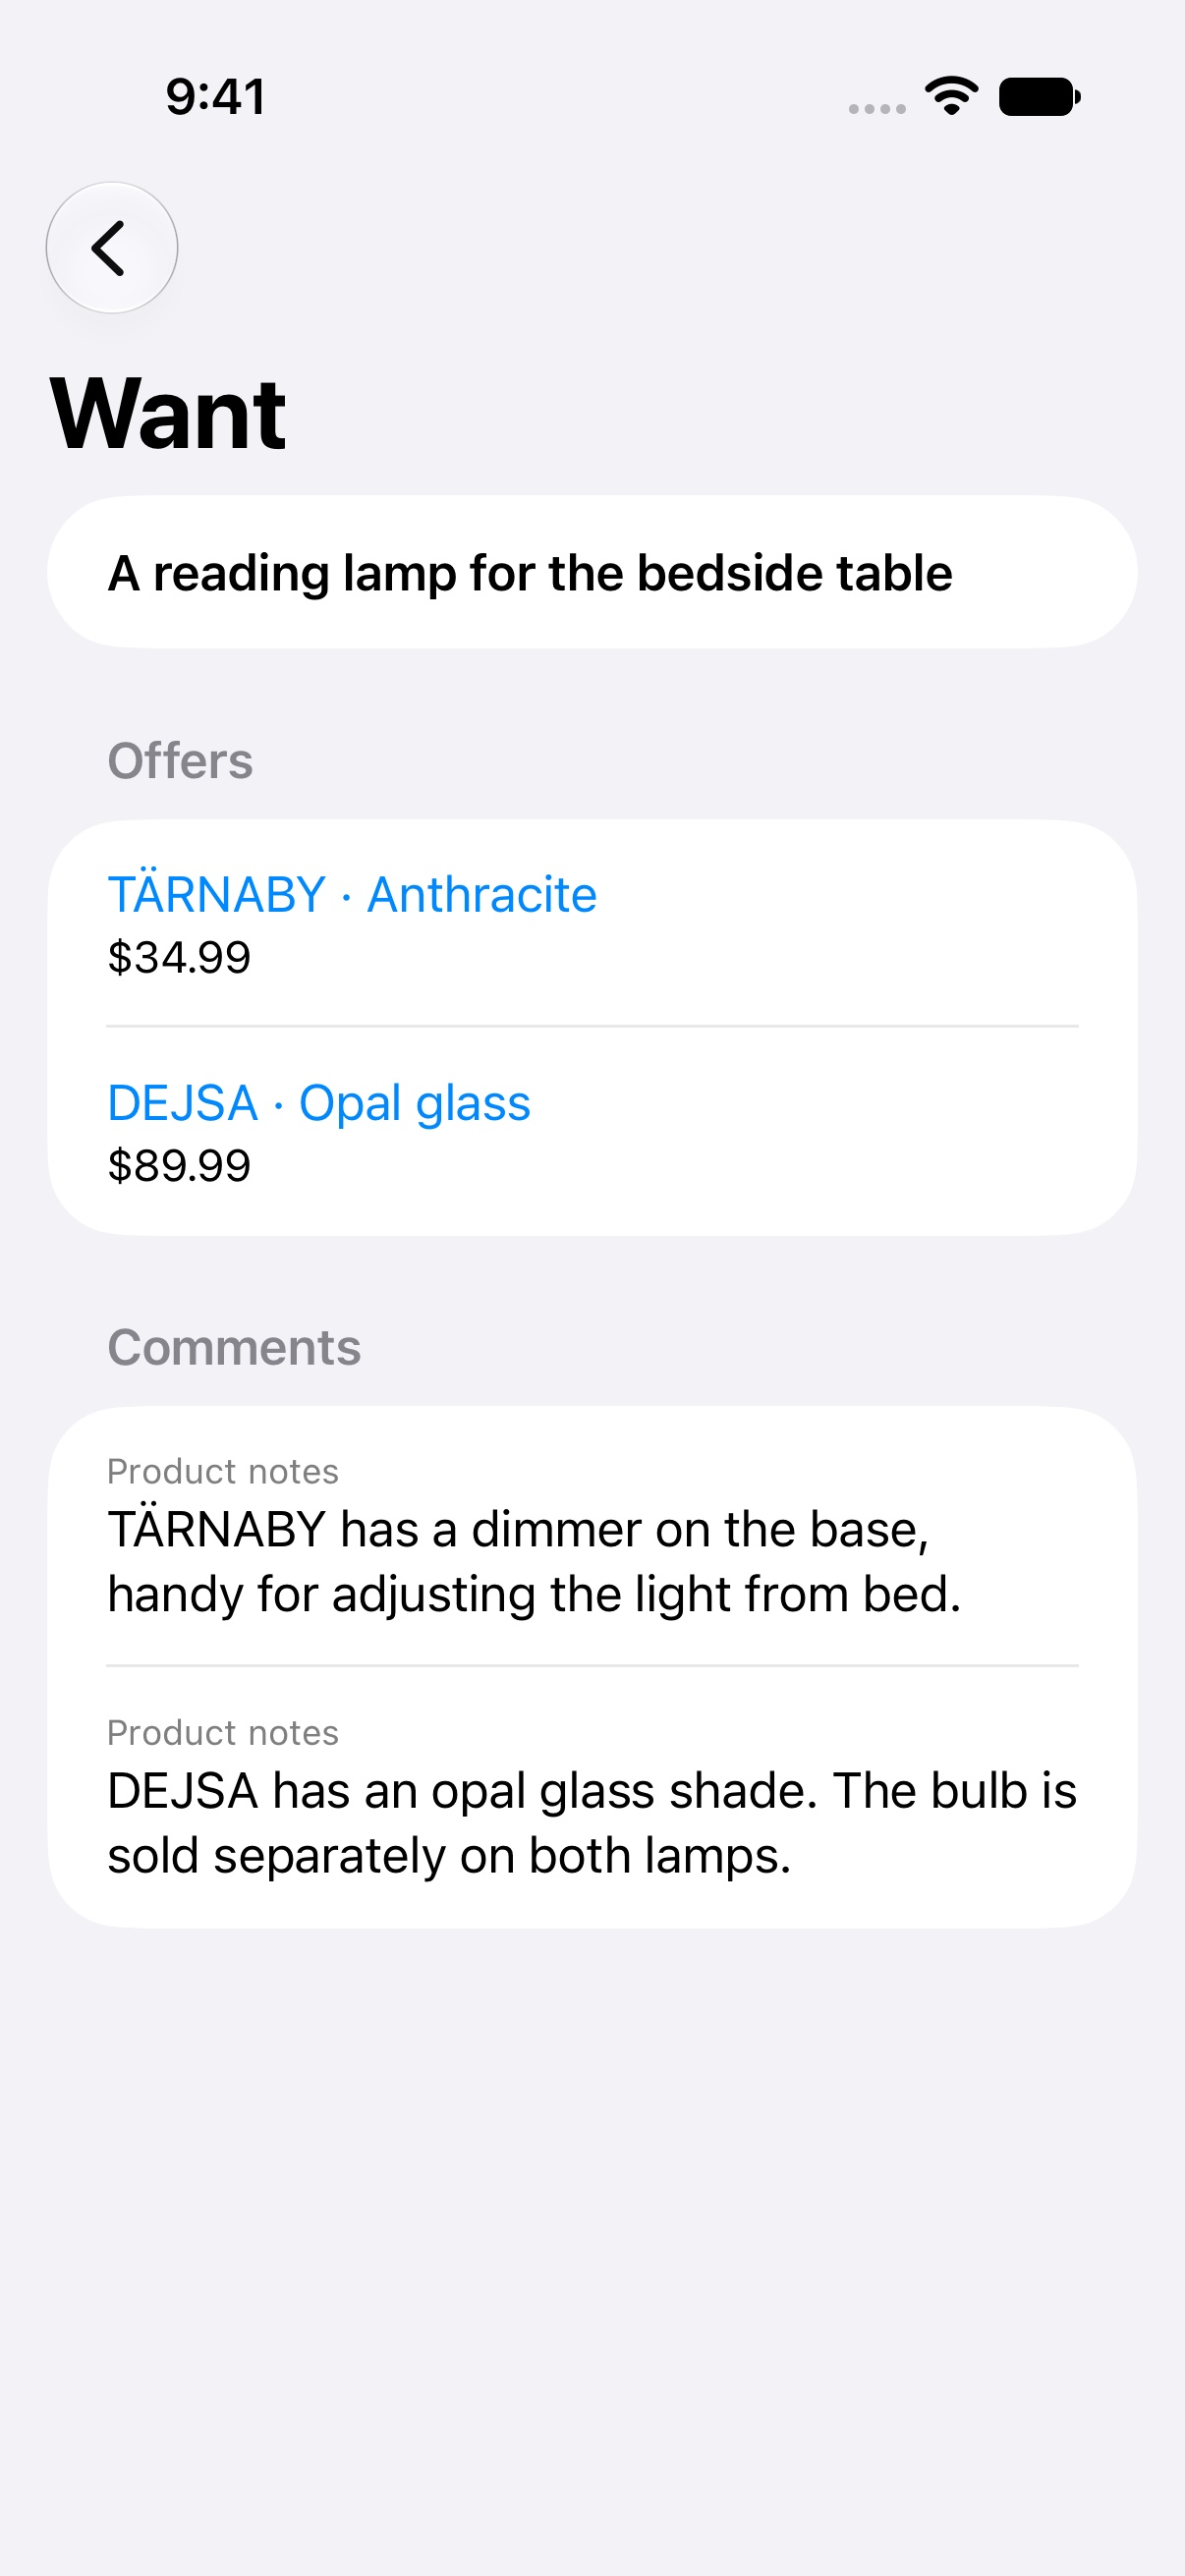 9:41
Want
A reading lamp for the bedside table
Offers
TÄRNABY · Anthracite
$34.99
DEJSA · Opal glass
$89.99
Comments
Product notes
TÄRNABY has a dimmer on the base,
handy for adjusting the light from bed.
Product notes
DEJSA has an opal glass shade. The bulb is
sold separately on both lamps.